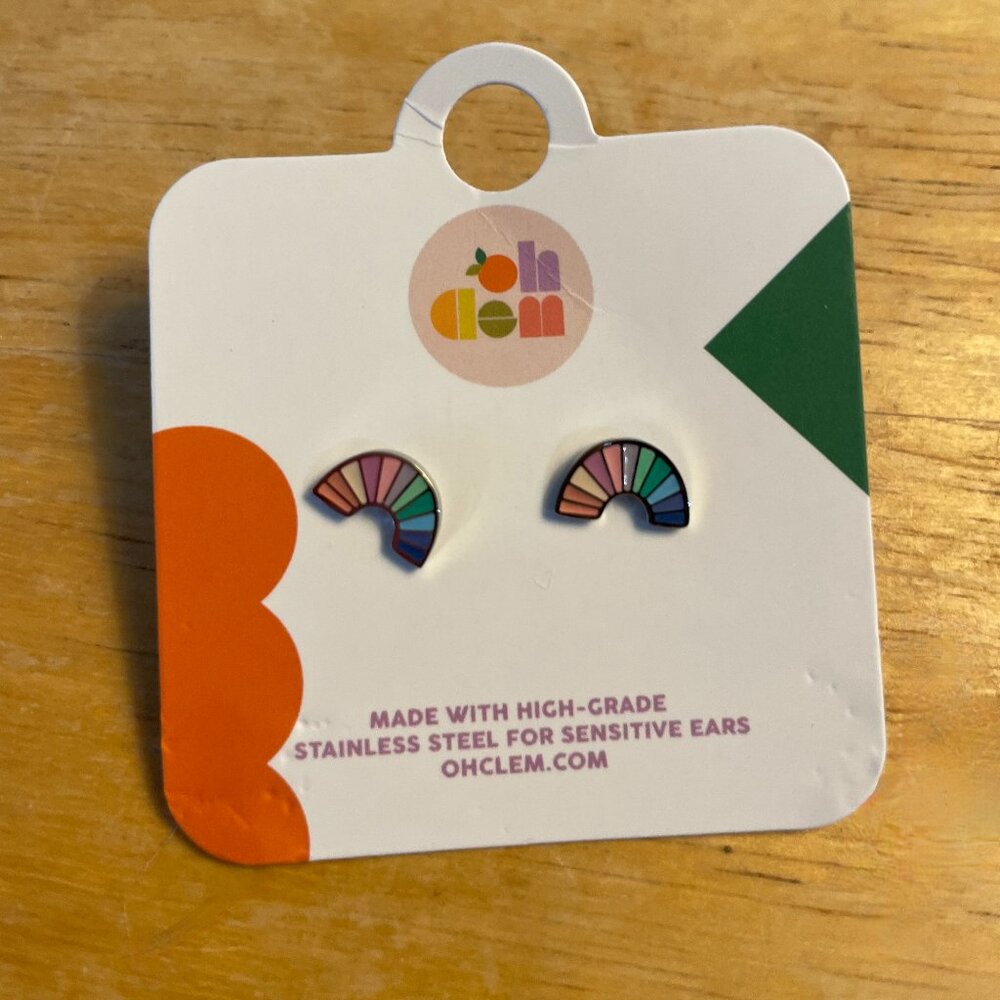 oh
clem
MADE WITH HIGH-GRADE
STAINLESS STEEL FOR SENSITIVE EARS
OHCLEM.COM